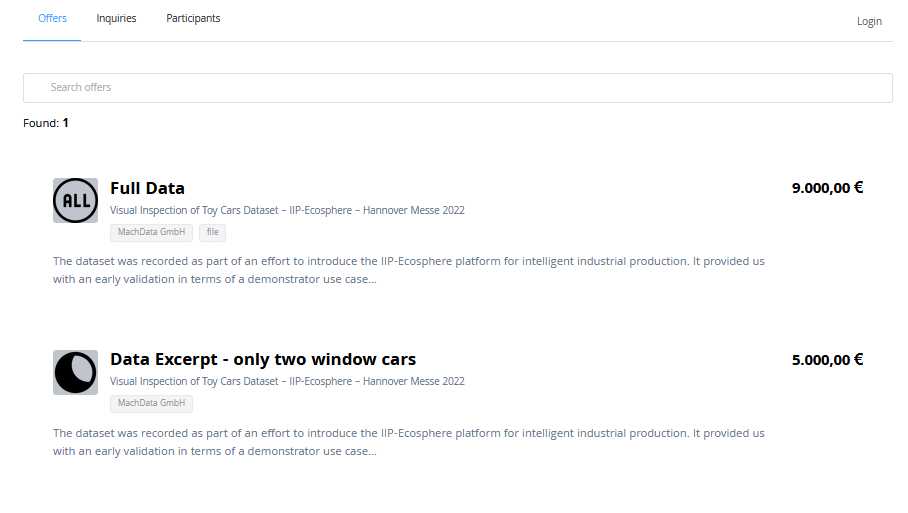 Offers Inquiries Participants Login
Search offers
Found: 1
ALL
Full Data 9.000,00 €
Visual Inspection of Toy Cars Dataset – IIP-Ecosphere – Hannover Messe 2022
MachData GmbH file
The dataset was recorded as part of an effort to introduce the IIP-Ecosphere platform for intelligent industrial production. It provided us
with an early validation in terms of a demonstrator use case...
Data Excerpt - only two window cars 5.000,00 €
Visual Inspection of Toy Cars Dataset – IIP-Ecosphere – Hannover Messe 2022
MachData GmbH
The dataset was recorded as part of an effort to introduce the IIP-Ecosphere platform for intelligent industrial production. It provided us
with an early validation in terms of a demonstrator use case...